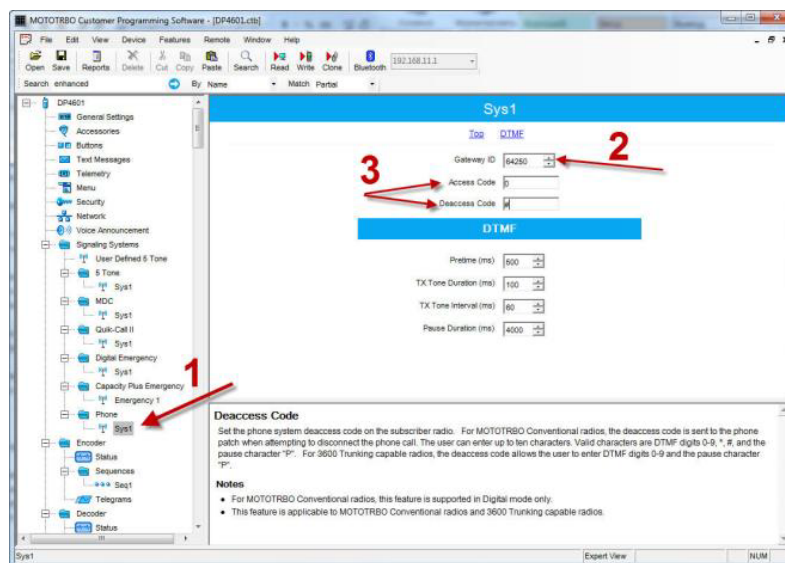 MOTOTRBO Customer Programming Software - [DP4601.ctb]
File Edit View Device Features Remote Window Help
Open Save Reports Delete Cut Copy Paste Search Read Write Clone Bluetooth 192.168.11.1
Search enhanced By Name Match Partial
DP4601
General Settings
Accessories
Buttons
Text Messages
Telemetry
Menu
Security
Network
Voice Announcement
Signaling Systems
User Defined 5 Tone
5 Tone
Sys1
MDC
Sys1
Quik-Call II
Sys1
Digital Emergency
Sys1
Capacity Plus Emergency
Emergency 1
Phone
Sys1
Encoder
Status
Sequences
Seq1
Telegrams
Decoder
Status
1
Sys1
Top DTMF
Gateway ID 64250
2
3
Access Code 0
Deaccess Code #
DTMF
Pretime (ms) 500
TX Tone Duration (ms) 100
TX Tone Interval (ms) 60
Pause Duration (ms) 4000
Deaccess Code
Set the phone system deaccess code on the subscriber radio. For MOTOTRBO Conventional radios, the deaccess code is sent to the phone
patch when attempting to disconnect the phone call. The user can enter up to ten characters. Valid characters are DTMF digits 0-9, *, #, and the
pause character "P". For 3600 Trunking capable radios, the deaccess code allows the user to enter DTMF digits 0-9 and the pause character
"P".
Notes
• For MOTOTRBO Conventional radios, this feature is supported in Digital mode only.
• This feature is applicable to MOTOTRBO Conventional radios and 3600 Trunking capable radios.
Sys1 Expert View NUM